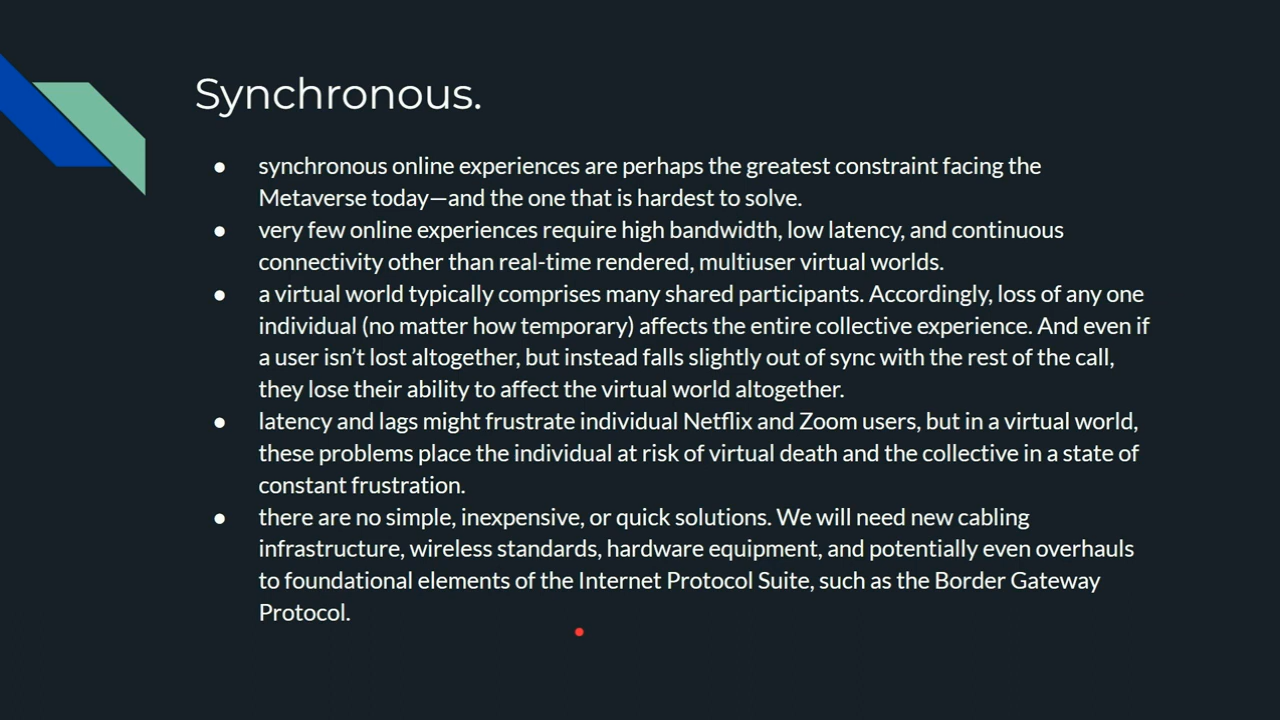 Synchronous.
● synchronous online experiences are perhaps the greatest constraint facing the
Metaverse today—and the one that is hardest to solve.
● very few online experiences require high bandwidth, low latency, and continuous
connectivity other than real-time rendered, multiuser virtual worlds.
● a virtual world typically comprises many shared participants. Accordingly, loss of any one
individual (no matter how temporary) affects the entire collective experience. And even if
a user isn’t lost altogether, but instead falls slightly out of sync with the rest of the call,
they lose their ability to affect the virtual world altogether.
● latency and lags might frustrate individual Netflix and Zoom users, but in a virtual world,
these problems place the individual at risk of virtual death and the collective in a state of
constant frustration.
● there are no simple, inexpensive, or quick solutions. We will need new cabling
infrastructure, wireless standards, hardware equipment, and potentially even overhauls
to foundational elements of the Internet Protocol Suite, such as the Border Gateway
Protocol.